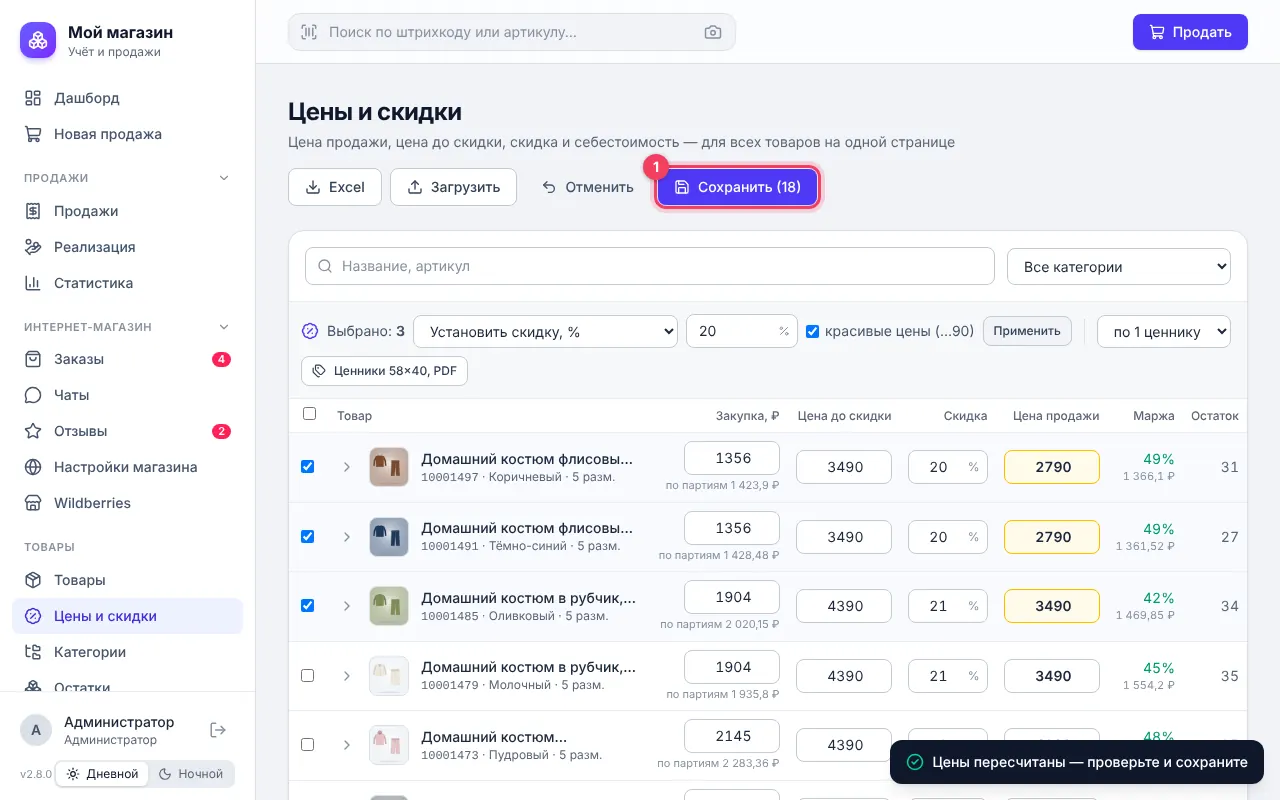 Мой магазин
Учёт и продажи
Поиск по штрихкоду или артикулу...
Продать
Дашборд
Новая продажа
ПРОДАЖИ
Продажи
Реализация
Статистика
ИНТЕРНЕТ-МАГАЗИН
Заказы 4
Чаты
Отзывы 2
Настройки магазина
Wildberries
ТОВАРЫ
Товары
Цены и скидки
Категории
Остатки
А Администратор
Администратор
v2.8.0 Дневной Ночной
Цены и скидки
Цена продажи, цена до скидки, скидка и себестоимость — для всех товаров на одной странице
Excel Загрузить Отменить 1 Сохранить (18)
Название, артикул Все категории
Выбрано: 3 Установить скидку, % 20 % красивые цены (...90) Применить по 1 ценнику
Ценники 58×40, PDF
Товар Закупка, ₽ Цена до скидки Скидка Цена продажи Маржа Остаток
Домашний костюм флисовы... 1356 3490 20 % 2790 49% 31
10001497 · Коричневый · 5 разм. по партиям 1 423,9 ₽ 1 366,1 ₽
Домашний костюм флисовы... 1356 3490 20 % 2790 49% 27
10001491 · Тёмно-синий · 5 разм. по партиям 1 428,48 ₽ 1 361,52 ₽
Домашний костюм в рубчик,... 1904 4390 21 % 3490 42% 34
10001485 · Оливковый · 5 разм. по партиям 2 020,15 ₽ 1 469,85 ₽
Домашний костюм в рубчик,... 1904 4390 21 % 3490 45% 35
10001479 · Молочный · 5 разм. по партиям 1 935,8 ₽ 1 554,2 ₽
Домашний костюм... 2145 4390 48%
10001473 · Пудровый · 5 разм. по партиям 2 283,36 ₽
Цены пересчитаны — проверьте и сохраните